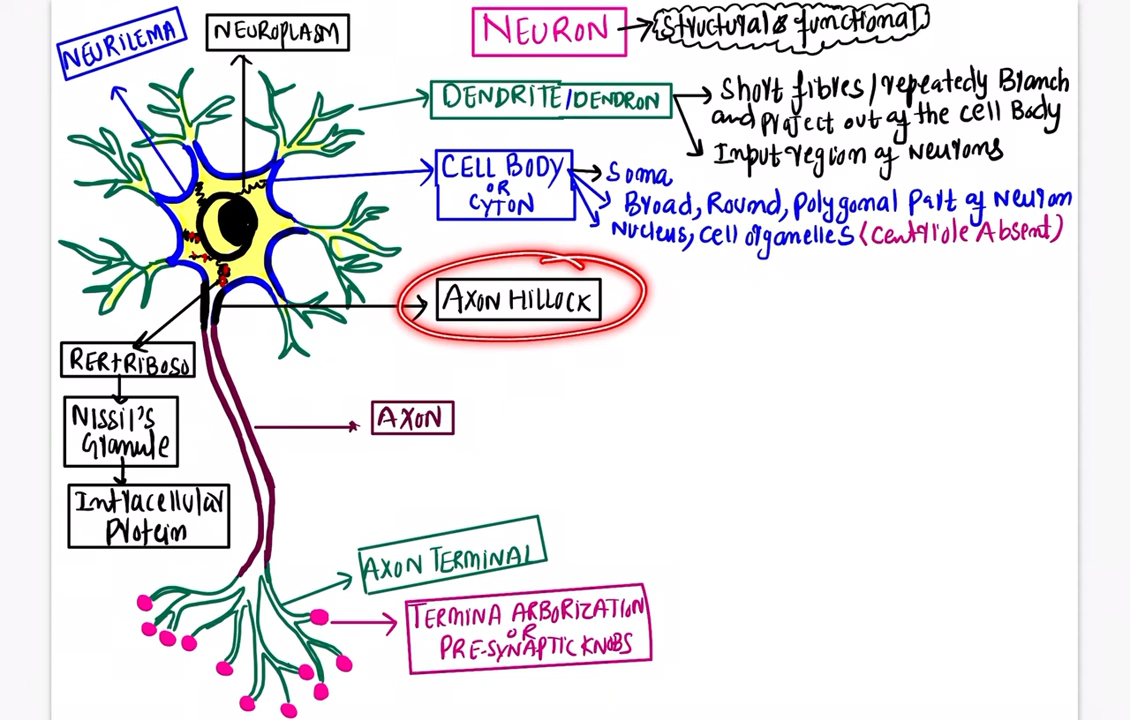 NEURILEMA
NEUROPLASM
NEURON
Structural & functional
DENDRITE/DENDRON
Short fibres/repeatedly Branch
and Project out of the cell Body
Input region of Neurons
CELL BODY
OR
CYTON
Soma
Broad, Round, Polygonal Part of Neuron
Nucleus, cell organelles (Centriole Absent)
AXON HILLOCK
RER+RIBOSO
NISSIL'S
Granule
Intracellular
Protein
AXON
AXON TERMINAL
TERMINA ARBORIZATION
OR
PRE-SYNAPTIC KNOBS